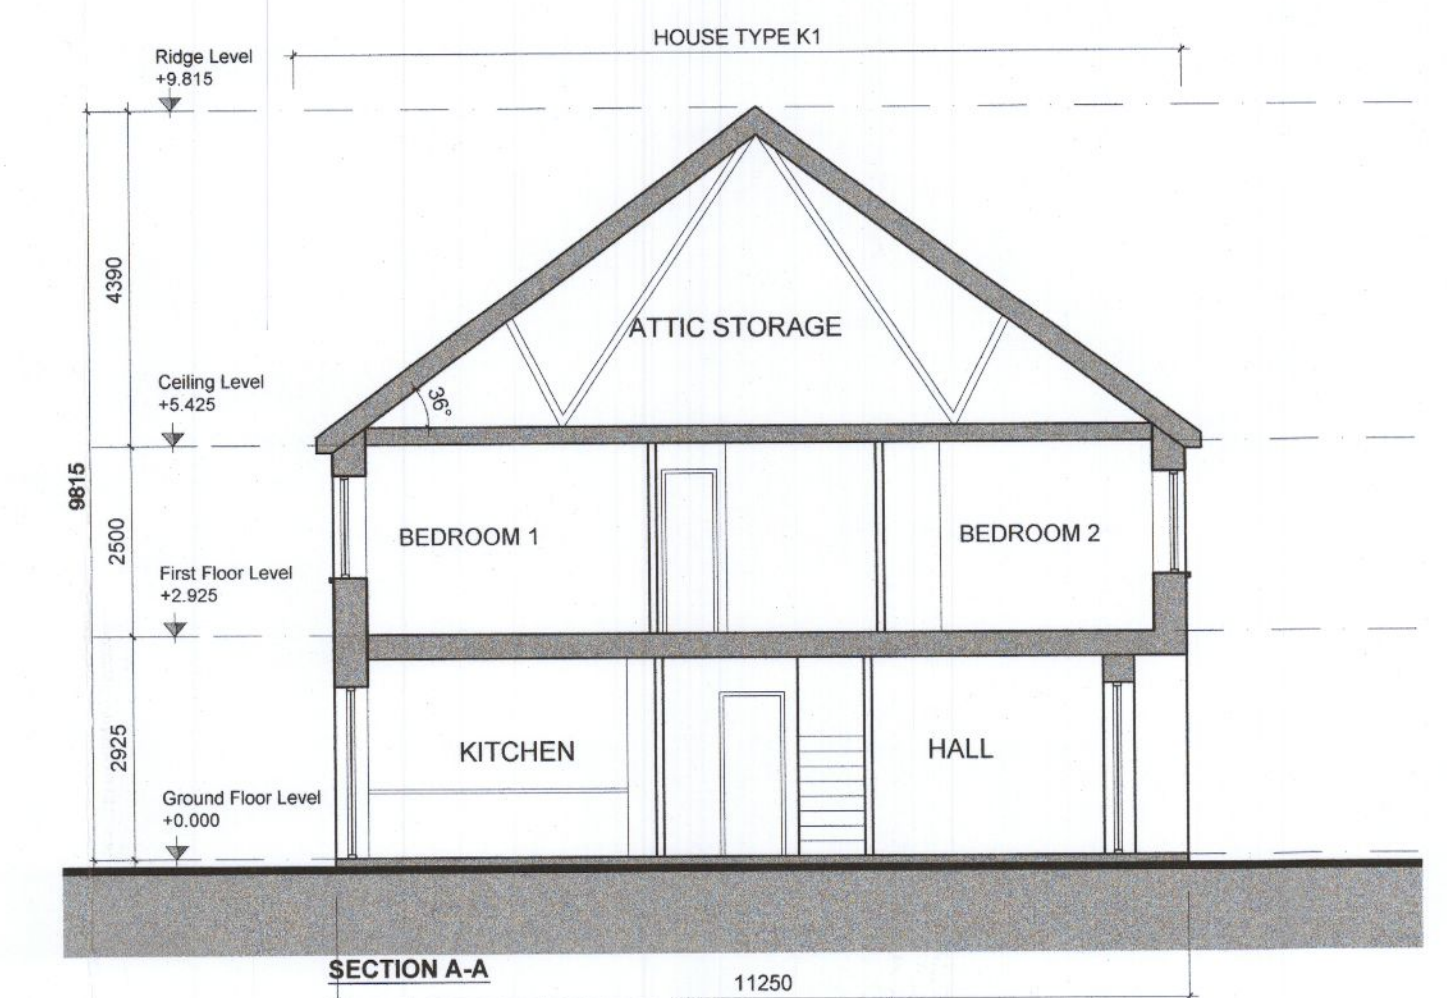 HOUSE TYPE K1
Ridge Level
+9.815
4390
ATTIC STORAGE
Ceiling Level
+5.425
36°
9815
2500
BEDROOM 1
BEDROOM 2
First Floor Level
+2.925
2925
KITCHEN
HALL
Ground Floor Level
+0.000
SECTION A-A
11250